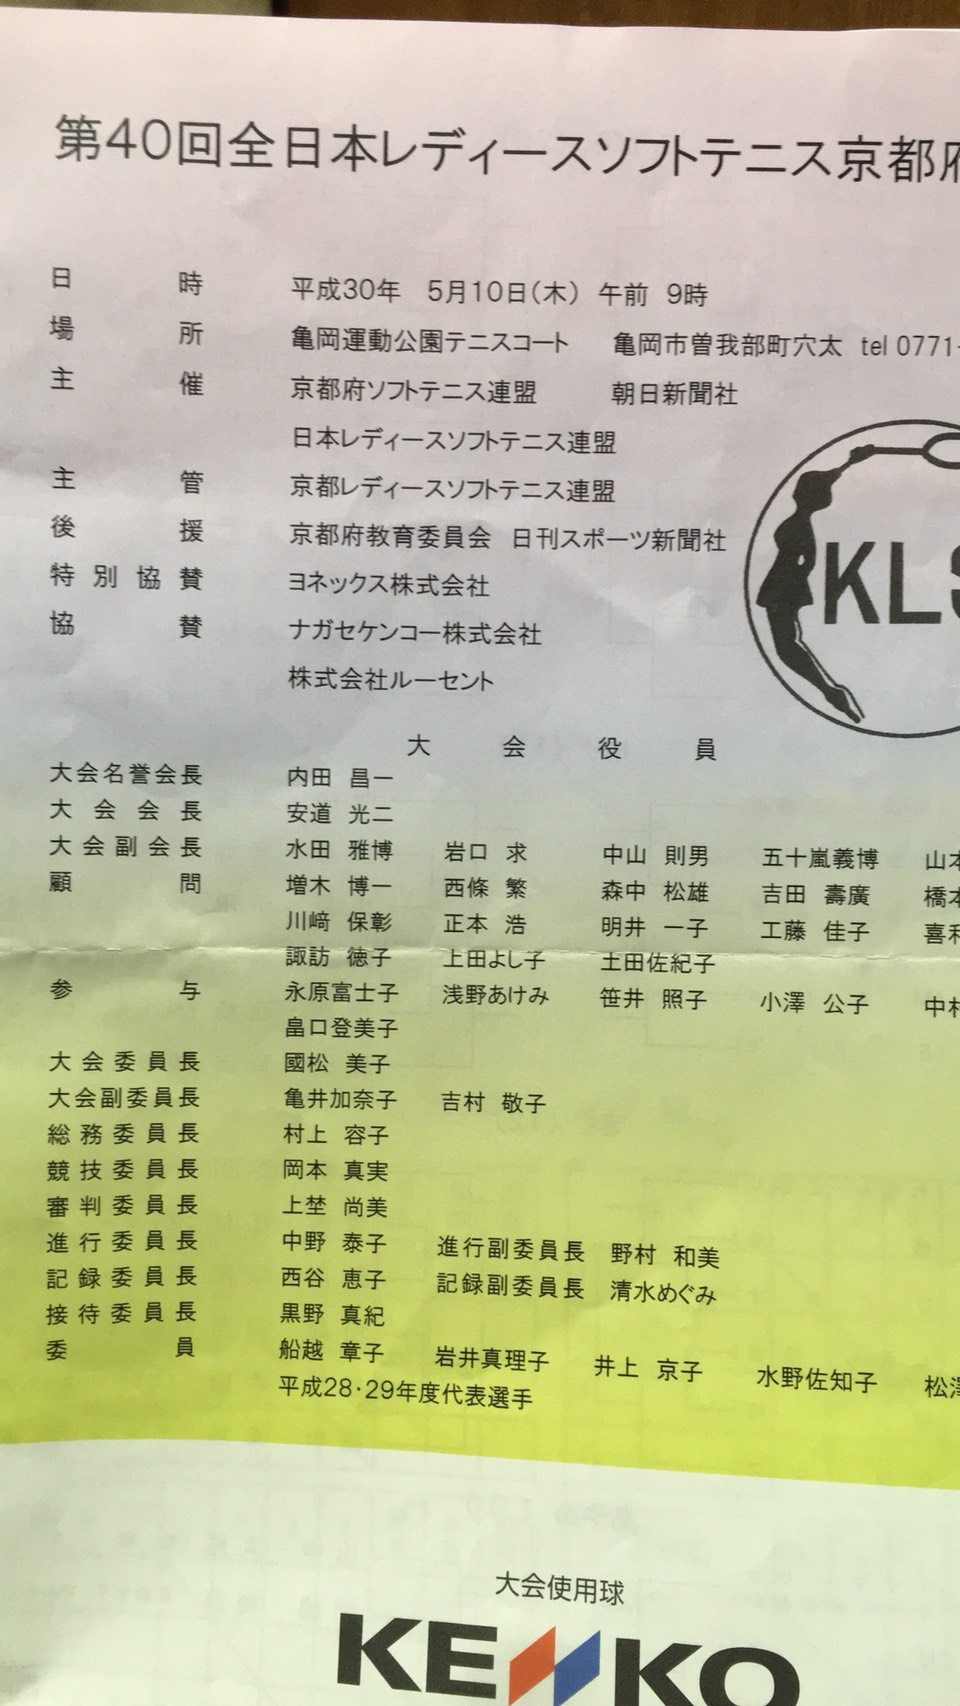 第40回全日本レディースソフトテニス京都府
日時 平成30年 5月10日(木) 午前 9時
場所 亀岡運動公園テニスコート 亀岡市曽我部町穴太 tel 0771-
主催 京都府ソフトテニス連盟 朝日新聞社
日本レディースソフトテニス連盟
主管 京都レディースソフトテニス連盟
後援 京都府教育委員会 日刊スポーツ新聞社
特別協賛 ヨネックス株式会社
協賛 ナガセケンコー株式会社
株式会社ルーセント
KLS
大会役員
大会名誉会長 内田 昌一
大会会長 安道 光二
大会副会長 水田 雅博 岩口 求 中山 則男 五十嵐義博 山本
顧問 増木 博一 西條 繁 森中 松雄 吉田 壽廣 橋本
川﨑 保彰 正本 浩 明井 一子 工藤 佳子 喜利
諏訪 徳子 上田よし子 土田佐紀子
参与 永原富士子 浅野あけみ 笹井 照子 小澤 公子 中村
畠口登美子
大会委員長 國松 美子
大会副委員長 亀井加奈子 吉村 敬子
総務委員長 村上 容子
競技委員長 岡本 真実
審判委員長 上埜 尚美
進行委員長 中野 泰子 進行副委員長 野村 和美
記録委員長 西谷 恵子 記録副委員長 清水めぐみ
接待委員長 黒野 真紀
委員 船越 章子 岩井真理子 井上 京子 水野佐知子 松澤
平成28・29年度代表選手
大会使用球
KENKO